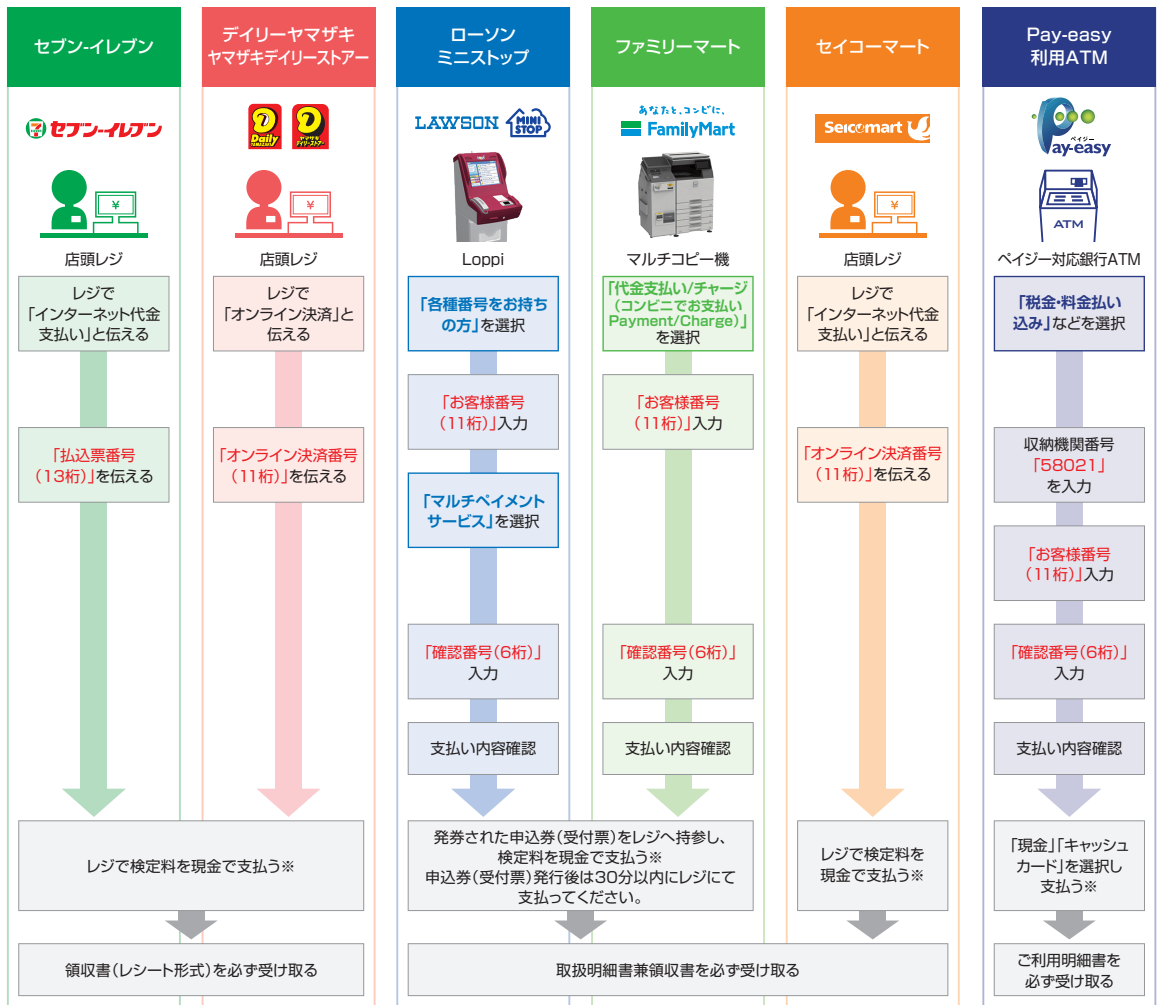 セブン-イレブン
セブン-イレブン
¥
店頭レジ
レジで
「インターネット代金
支払い」と伝える
「払込票番号
(13桁)」を伝える
デイリーヤマザキ
ヤマザキデイリーストアー
Daily
YAMAZAKI
ヤマザキ
デイリーストアー
¥
店頭レジ
レジで
「オンライン決済」と
伝える
「オンライン決済番号
(11桁)」を伝える
レジで検定料を現金で支払う※
領収書(レシート形式)を必ず受け取る
ローソン
ミニストップ
LAWSON
MINI
STOP
Loppi
「各種番号をお持ち
の方」を選択
「お客様番号
(11桁)」入力
「マルチペイメント
サービス」を選択
「確認番号(6桁)」
入力
支払い内容確認
ファミリーマート
あなたと、コンビに、
FamilyMart
マルチコピー機
「代金支払い/チャージ
(コンビニでお支払い
Payment/Charge)」
を選択
「お客様番号
(11桁)」入力
「確認番号(6桁)」
入力
支払い内容確認
発券された申込券(受付票)をレジへ持参し、
検定料を現金で支払う※
申込券(受付票)発行後は30分以内にレジにて
支払ってください。
セイコーマート
Seicomart
¥
店頭レジ
レジで
「インターネット代金
支払い」と伝える
「オンライン決済番号
(11桁)」を伝える
レジで検定料を
現金で支払う※
取扱明細書兼領収書を必ず受け取る
Pay-easy
利用ATM
ペイジー
Pay-easy
ATM
ペイジー対応銀行ATM
「税金・料金払い
込み」などを選択
収納機関番号
「58021」
を入力
「お客様番号
(11桁)」入力
「確認番号(6桁)」
入力
支払い内容確認
「現金」「キャッシュ
カード」を選択し
支払う※
ご利用明細書を
必ず受け取る